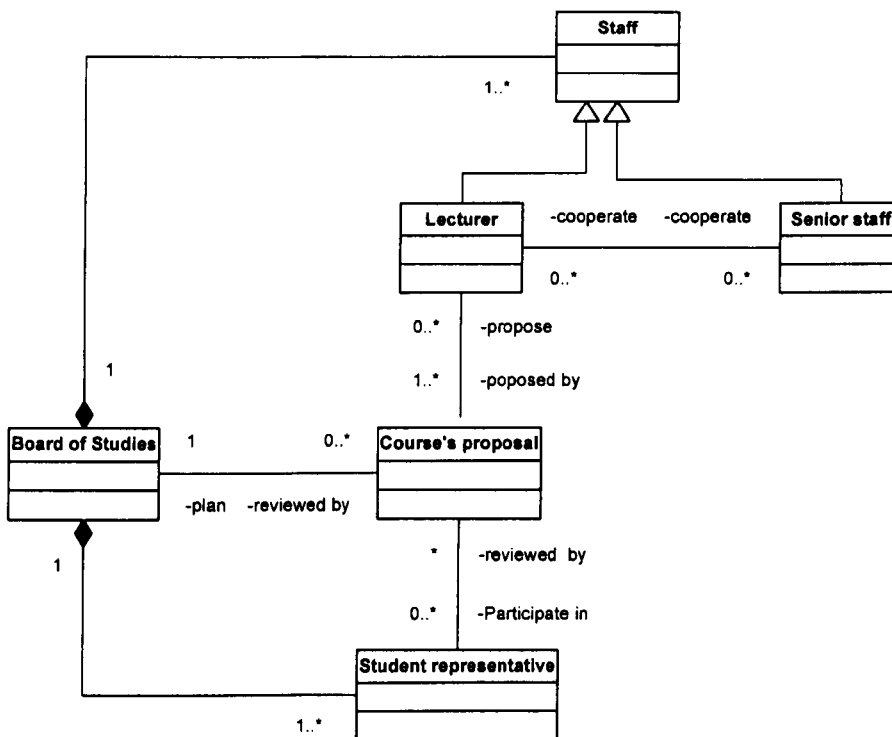 Staff
1..*
Lecturer
-cooperate -cooperate
Senior staff
0..* 0..*
0..* -propose
1..* -poposed by
1
Board of Studies
1 0..*
Course's proposal
-plan -reviewed by
1
* -reviewed by
0..* -Participate in
Student representative
1..*